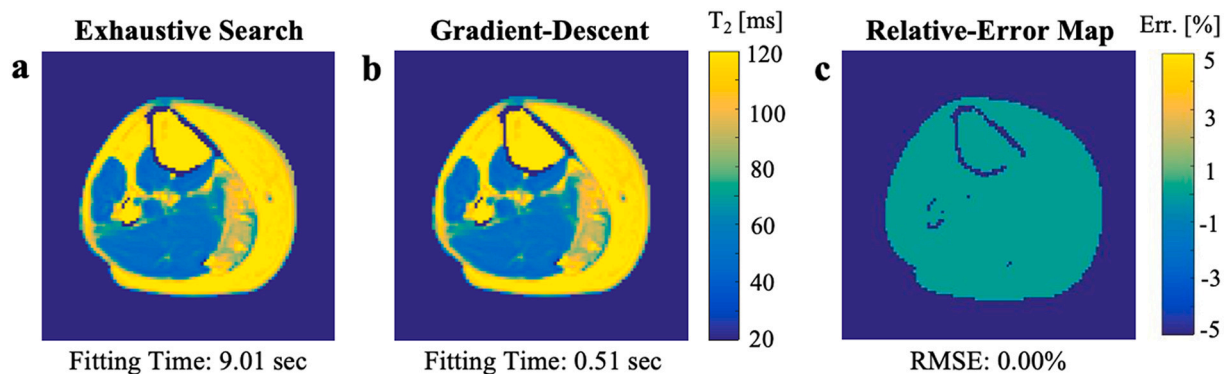 Exhaustive Search
Gradient-Descent
T₂ [ms]
Relative-Error Map
Err. [%]
a
b
c
120
100
80
60
40
20
5
3
1
-1
-3
-5
Fitting Time: 9.01 sec
Fitting Time: 0.51 sec
RMSE: 0.00%